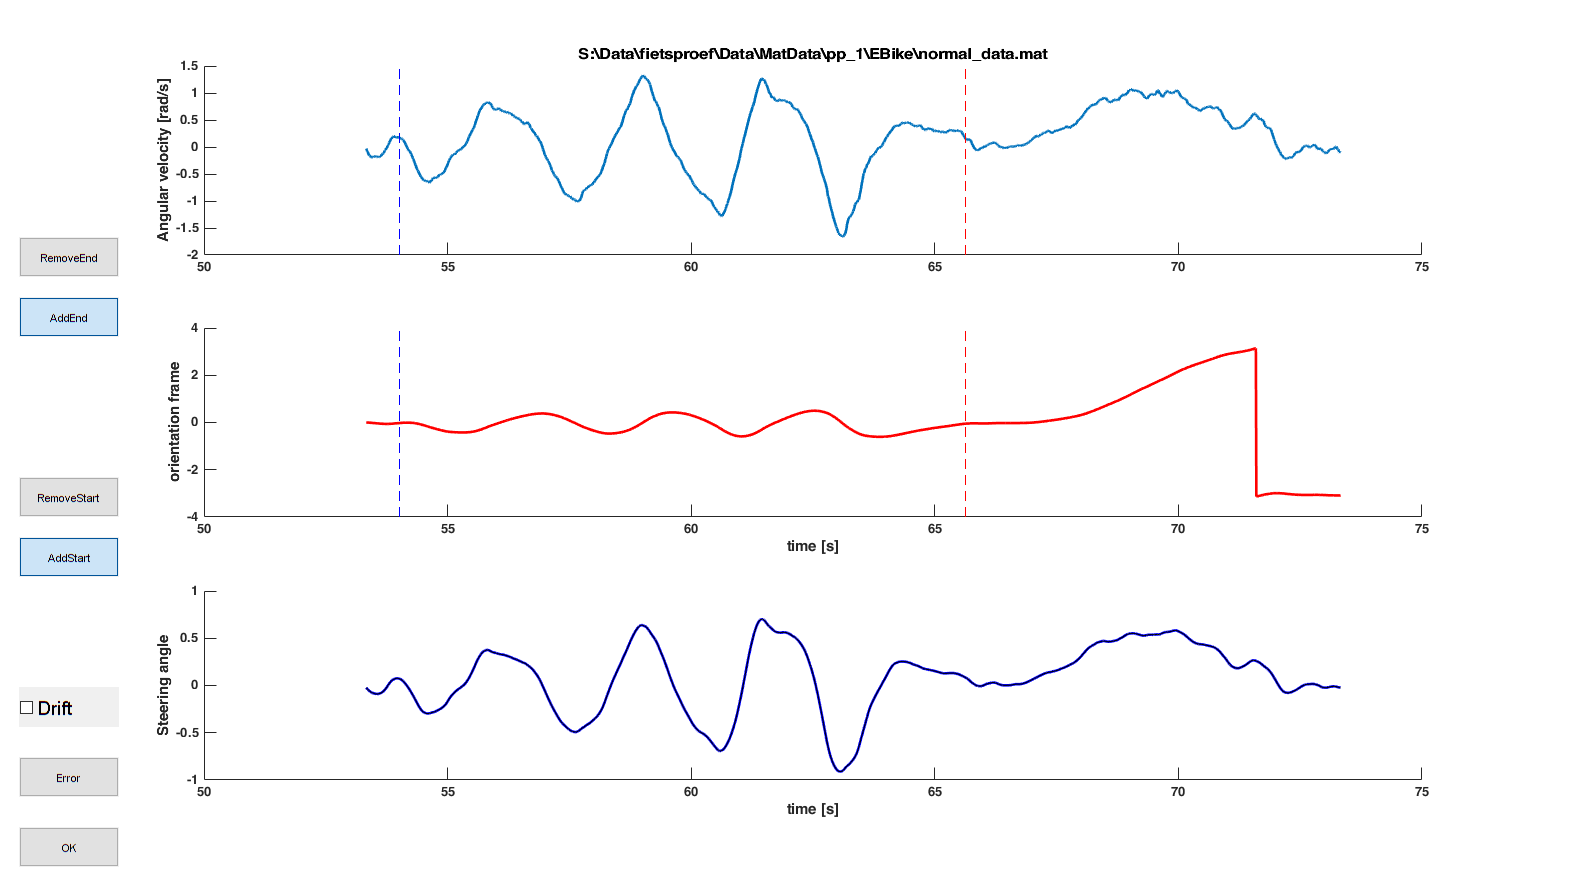 S:\Data\fietsproef\Data\MatData\pp_1\EBike\normal_data.mat
Angular velocity [rad/s]
1.5
1
0.5
0
-0.5
-1
-1.5
-2
50 55 60 65 70 75
RemoveEnd
AddEnd
orientation frame
4
2
0
-2
-4
50 55 60 65 70 75
time [s]
RemoveStart
AddStart
Steering angle
1
0.5
0
-0.5
-1
50 55 60 65 70 75
time [s]
Drift
Error
OK